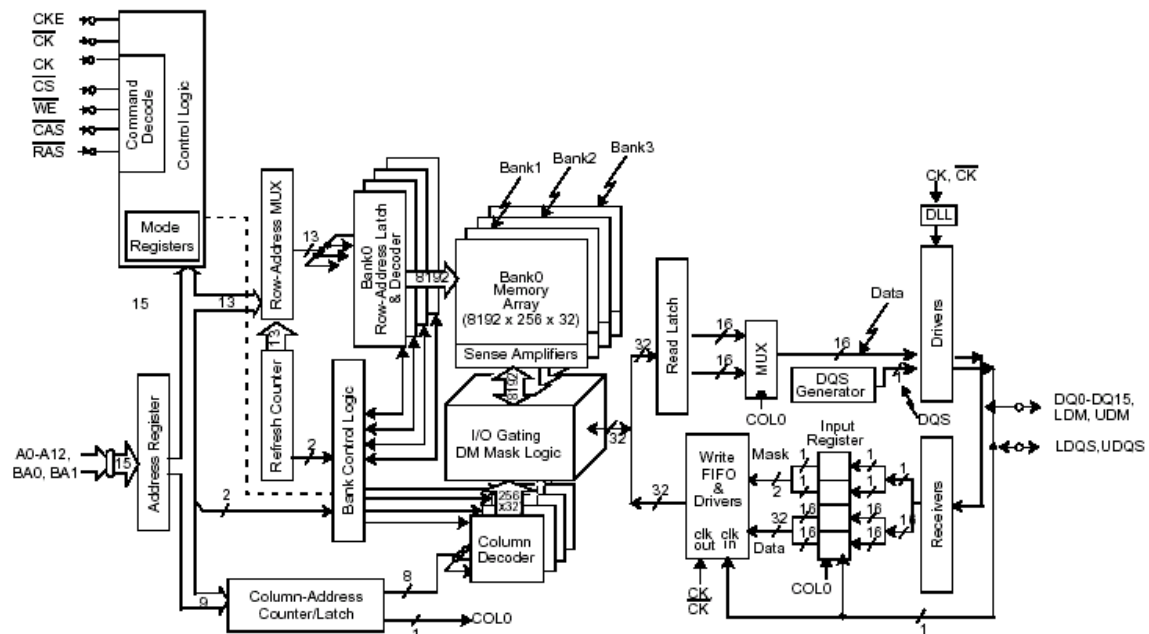 CKE
CK
CK
CS
WE
CAS
RAS
Command
Decode
Control Logic
Mode
Registers
15
13
Row-Address MUX
13
Refresh Counter
13
Bank0
Row-Address Latch
& Decoder
8192
Bank1
Bank2
Bank3
Bank0
Memory
Array
(8192 x 256 x 32)
Sense Amplifiers
8192
I/O Gating
DM Mask Logic
2
Bank Control Logic
256
x32
Column
Decoder
A0-A12,
BA0, BA1
15
Address Register
2
9
Column-Address
Counter/Latch
8
1
COL0
32
32
Read Latch
16
16
MUX
COL0
16
Data
DQS
Generator
DQS
1
CK, CK
DLL
Drivers
DQ0-DQ15,
LDM, UDM
LDQS,UDQS
32
Write
FIFO
&
Drivers
clk
out
clk
in
CK
CK
Mask
1
2
1
32
Data
16
16
Input
Register
1
1
1
16
16
16
COL0
Receivers
1